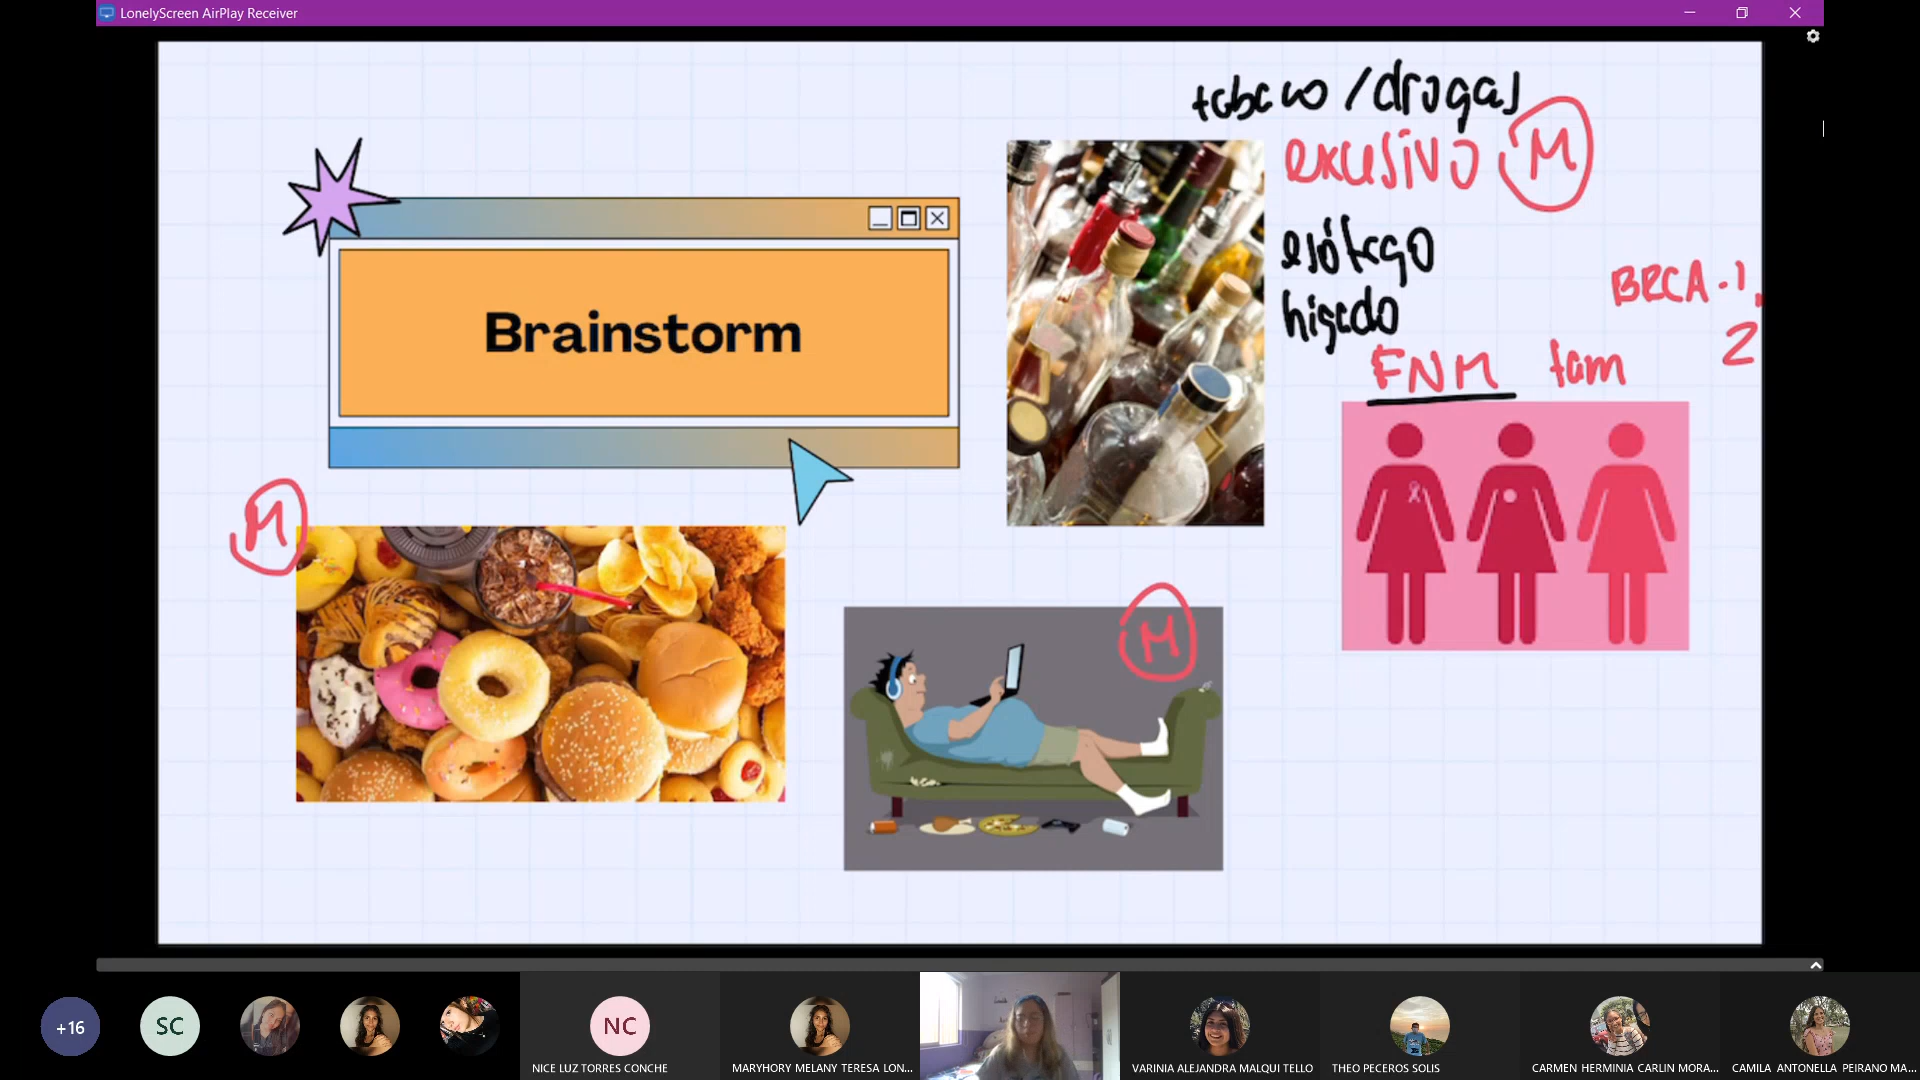 LonelyScreen AirPlay Receiver
tabaco / drogas
excesivo M
esófago
hígado
BRCA-1,
2
FNM fam
Brainstorm
M
M
+16
SC
NC
NICE LUZ TORRES CONCHE
MARYHORY MELANY TERESA LON...
VARINIA ALEJANDRA MALQUI TELLO
THEO PECEROS SOLIS
CARMEN HERMINIA CARLIN MORA...
CAMILA ANTONELLA PEIRANO MA...